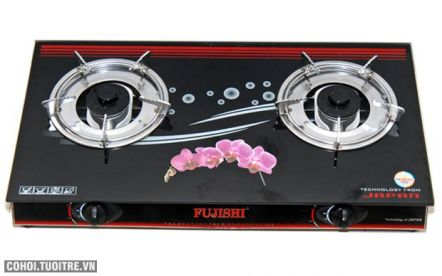 TECHNOLOGY FROM
JAPAN
FUJISHI
Technology of JAPAN
COHOI.TUOITRE.VN